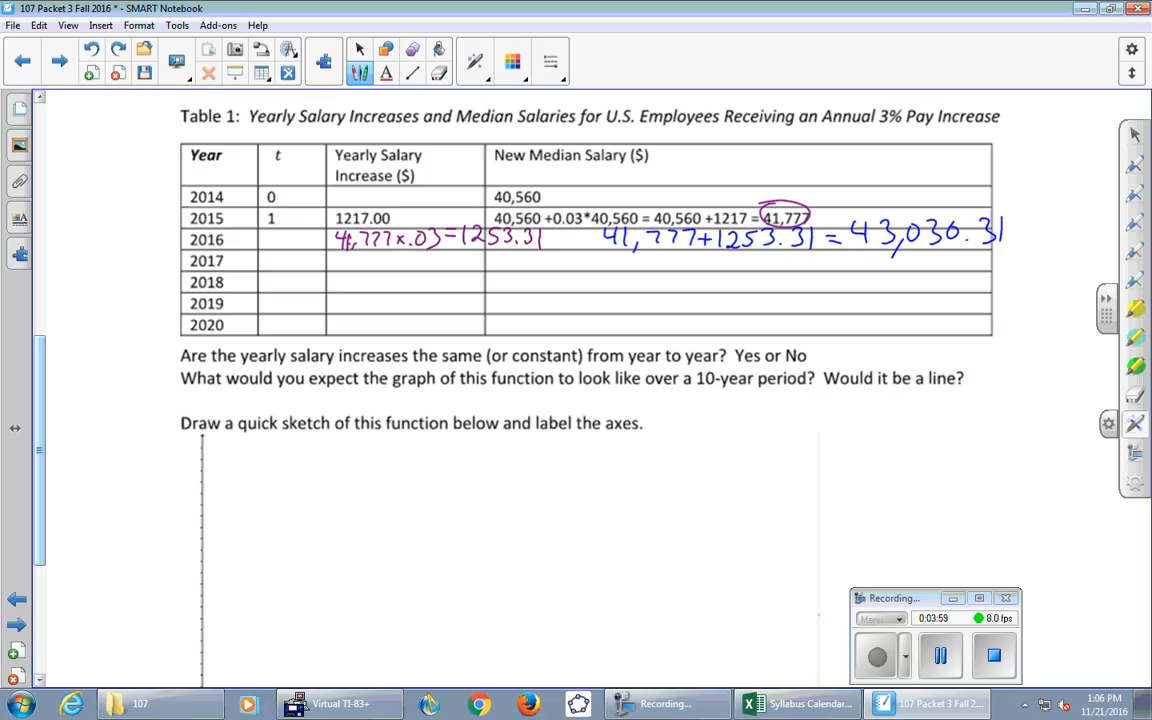 107 Packet 3 Fall 2016 * - SMART Notebook
File Edit View Insert Format Tools Add-ons Help
Table 1: Yearly Salary Increases and Median Salaries for U.S. Employees Receiving an Annual 3% Pay Increase
Year t Yearly Salary Increase ($) New Median Salary ($)
2014 0 40,560
2015 1 1217.00 40,560 +0.03*40,560 = 40,560 +1217 = 41,777
2016 41,777x.03=1253.31 41,777+1253.31 = 43,030.31
2017
2018
2019
2020
Are the yearly salary increases the same (or constant) from year to year? Yes or No
What would you expect the graph of this function to look like over a 10-year period? Would it be a line?
Draw a quick sketch of this function below and label the axes.
Recording...
Menu 0:03:59 8.0 fps
107 Virtual TI-83+ Recording... Syllabus Calendar... 107 Packet 3 Fall 2... 1:06 PM
11/21/2016